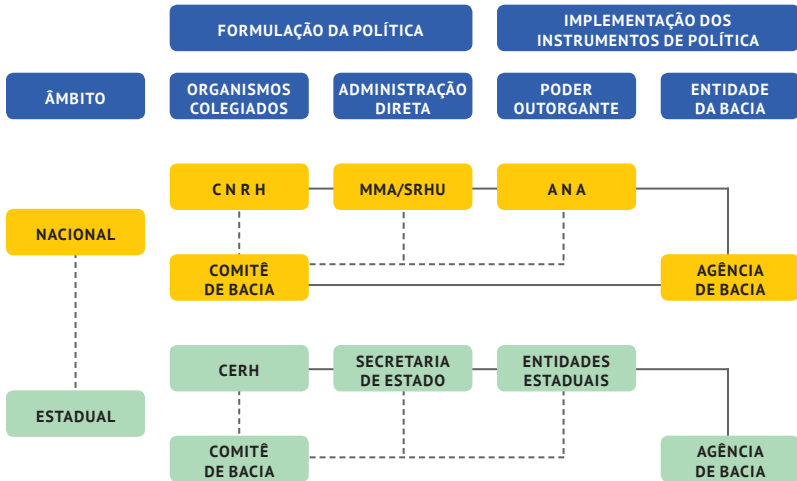 FORMULAÇÃO DA POLÍTICA
IMPLEMENTAÇÃO DOS
INSTRUMENTOS DE POLÍTICA
ÂMBITO
ORGANISMOS
COLEGIADOS
ADMINISTRAÇÃO
DIRETA
PODER
OUTORGANTE
ENTIDADE
DA BACIA
NACIONAL
C N R H
MMA/SRHU
A N A
COMITÊ
DE BACIA
AGÊNCIA
DE BACIA
ESTADUAL
CERH
SECRETARIA
DE ESTADO
ENTIDADES
ESTADUAIS
COMITÊ
DE BACIA
AGÊNCIA
DE BACIA